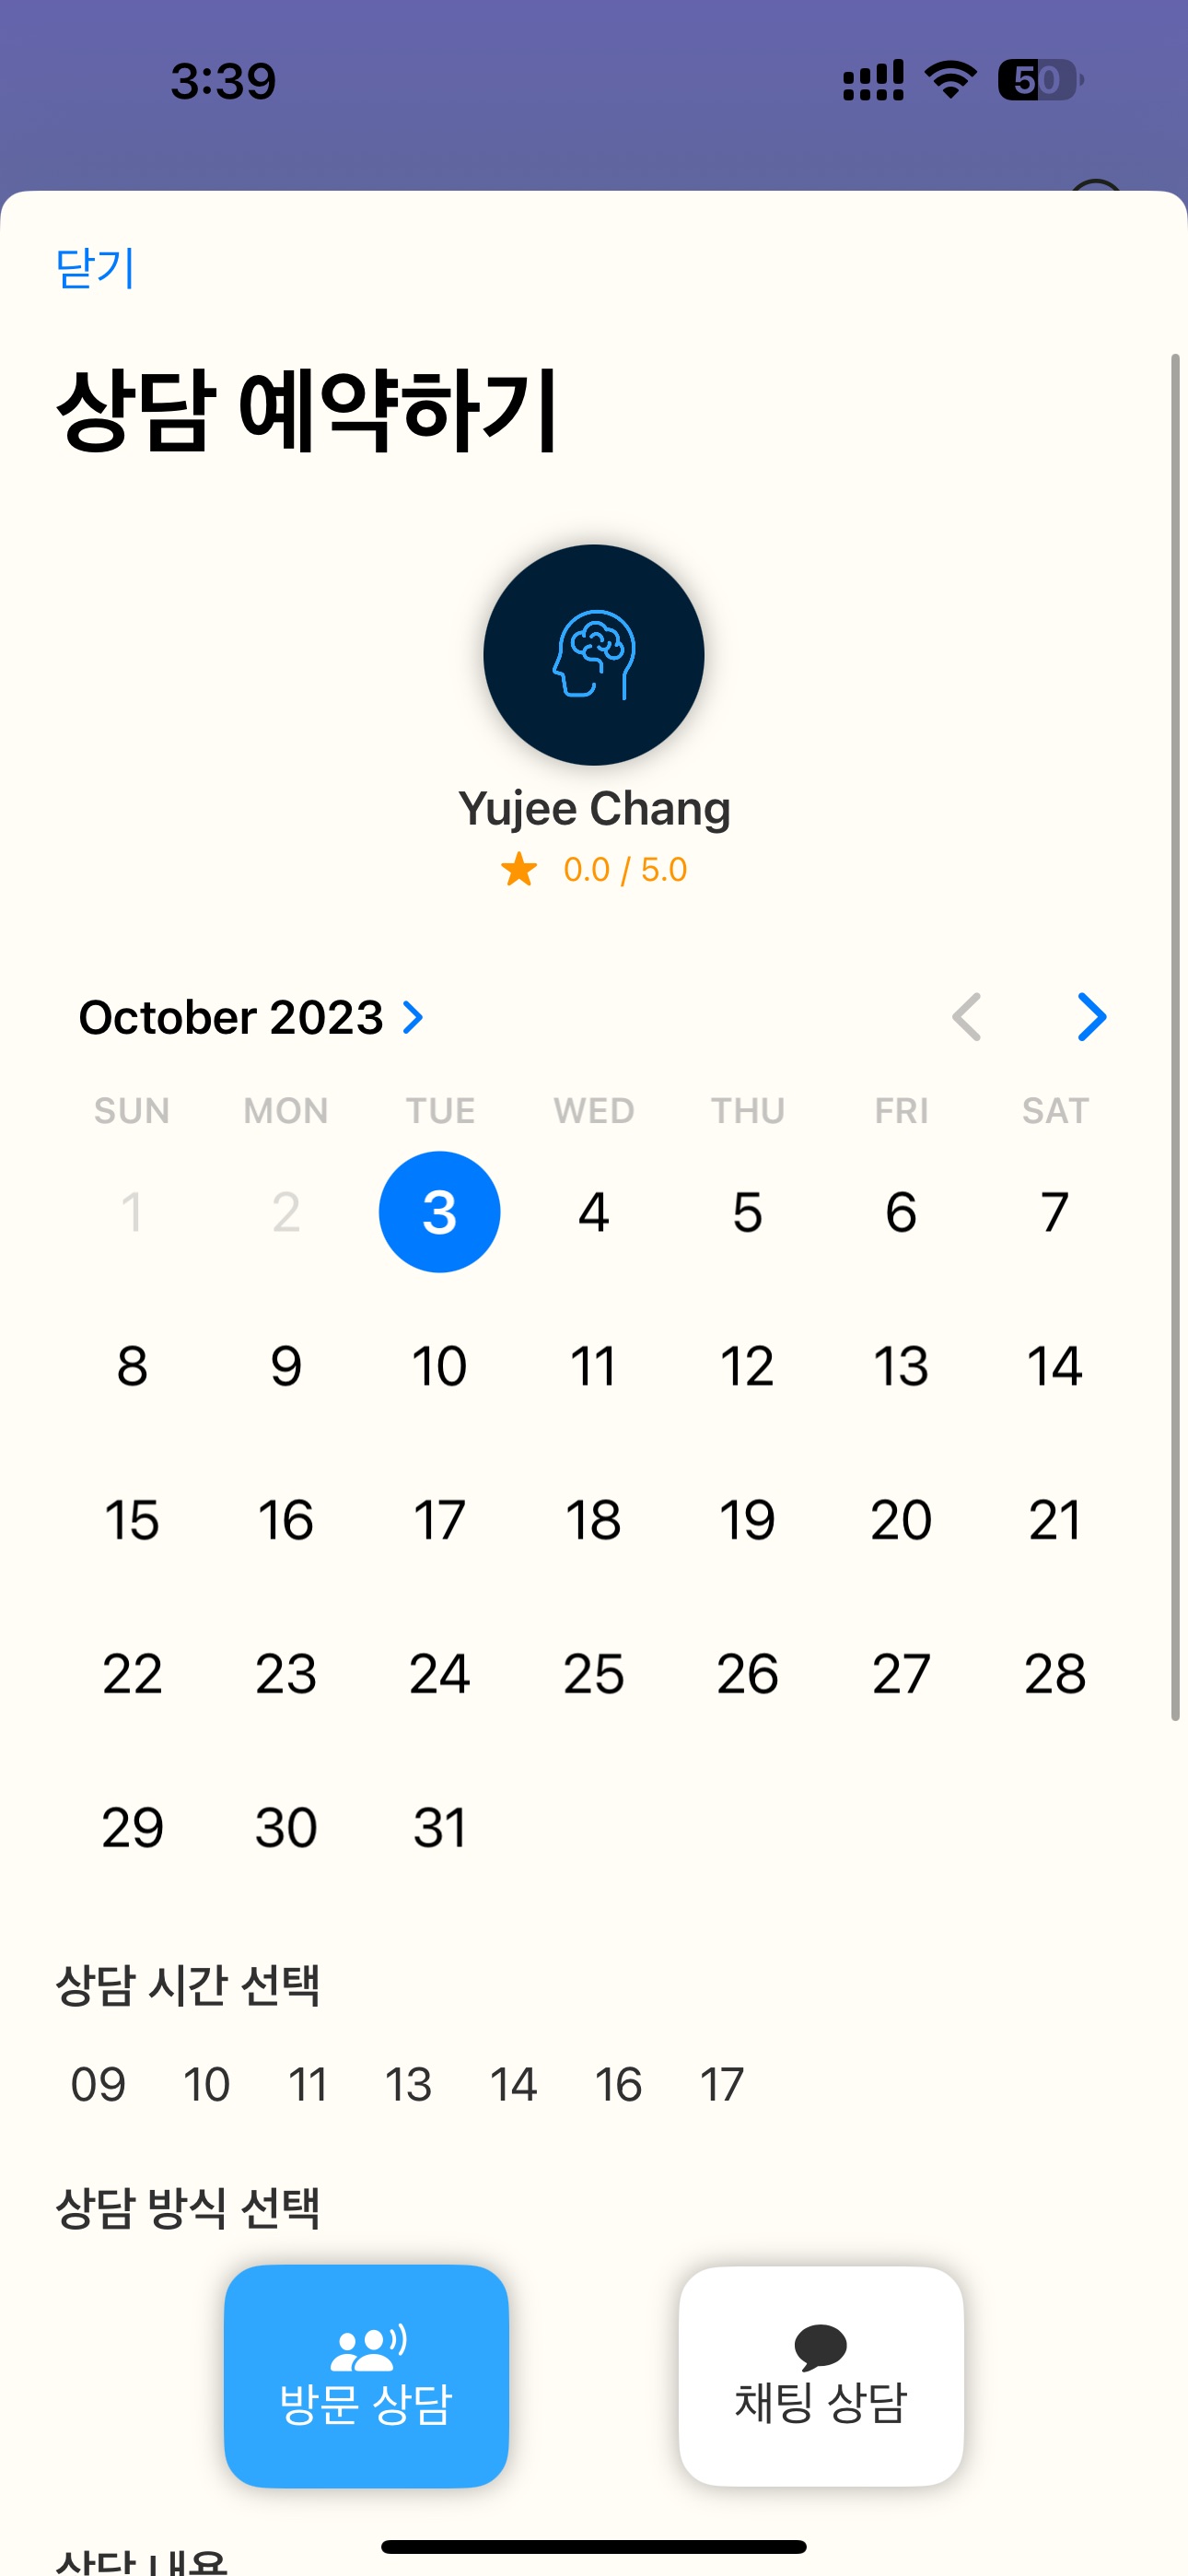 3:39
50
닫기
상담 예약하기
Yujee Chang
0.0 / 5.0
October 2023
SUN MON TUE WED THU FRI SAT
1 2 3 4 5 6 7
8 9 10 11 12 13 14
15 16 17 18 19 20 21
22 23 24 25 26 27 28
29 30 31
상담 시간 선택
09 10 11 13 14 16 17
상담 방식 선택
방문 상담 채팅 상담
상담 내용